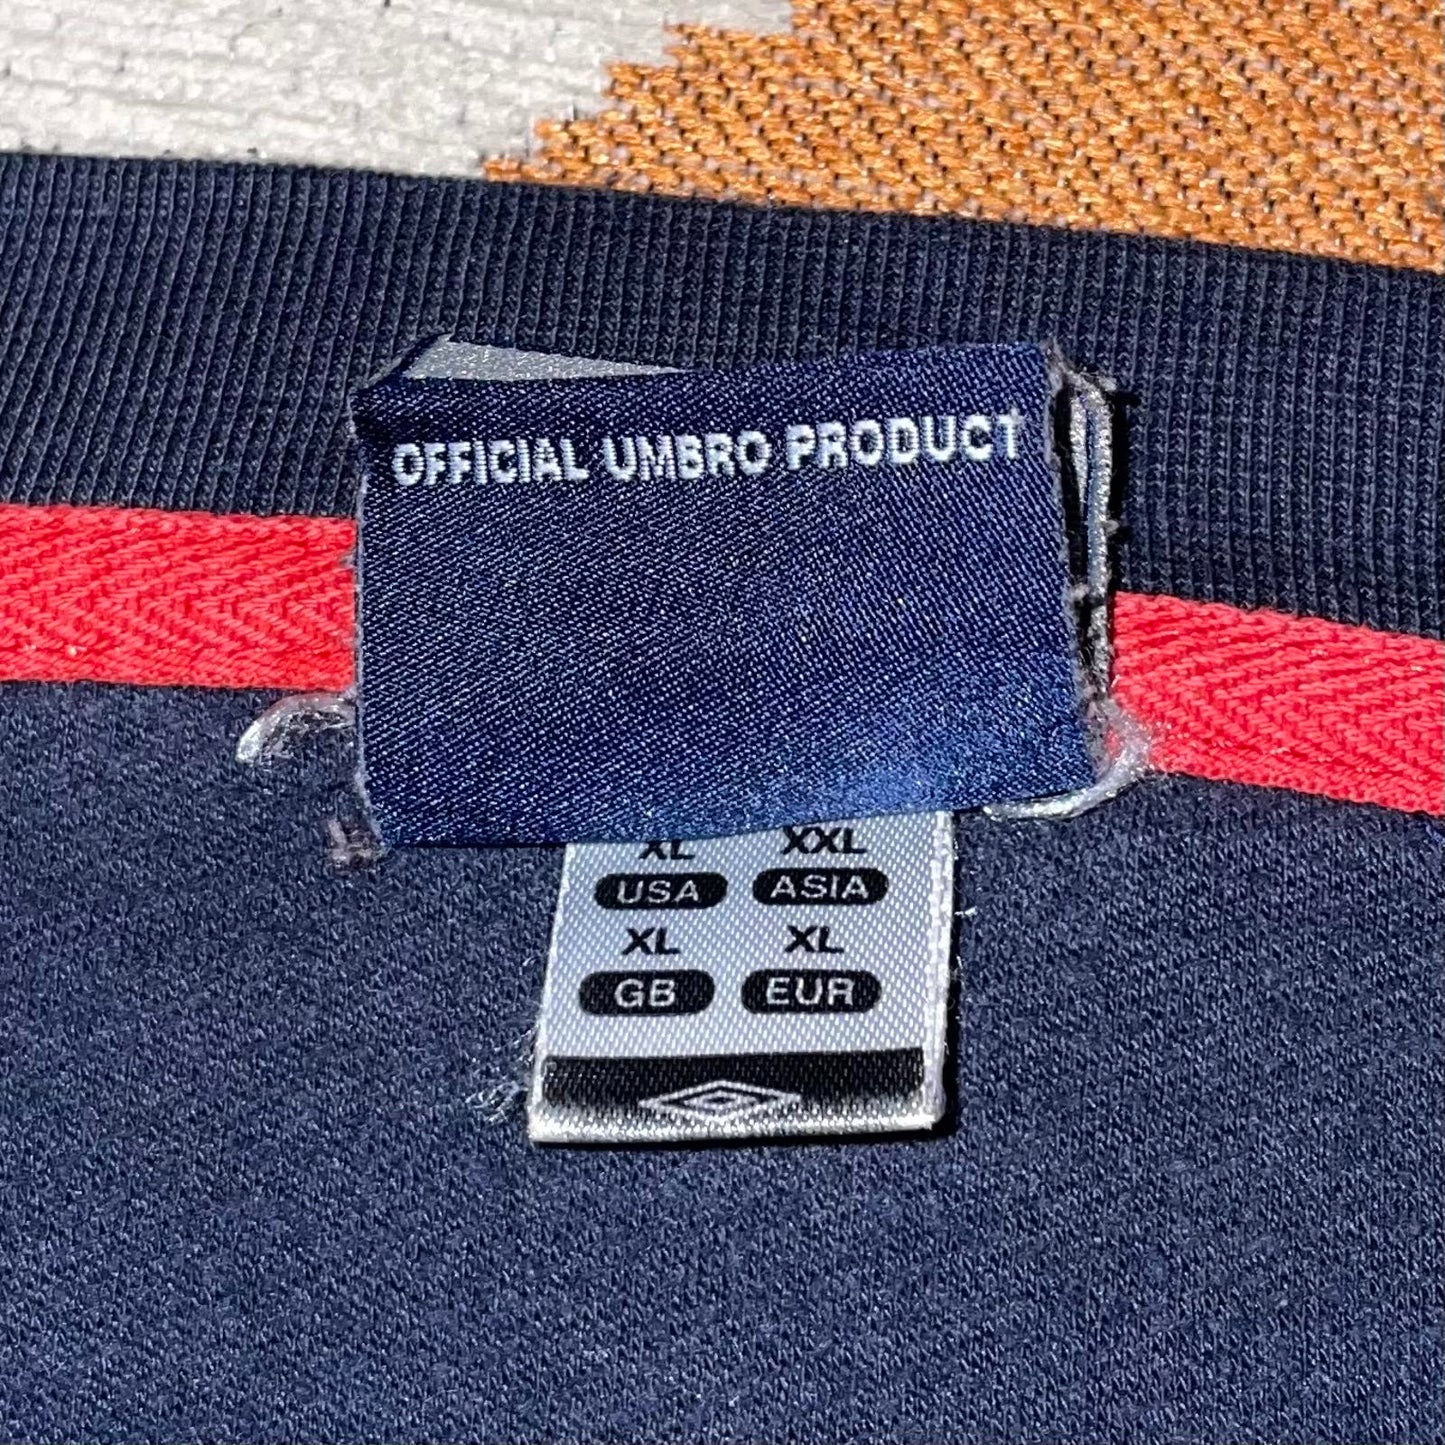 OFFICIAL UMBRO PRODUCT
XL XXL
USA ASIA
XL XL
GB EUR